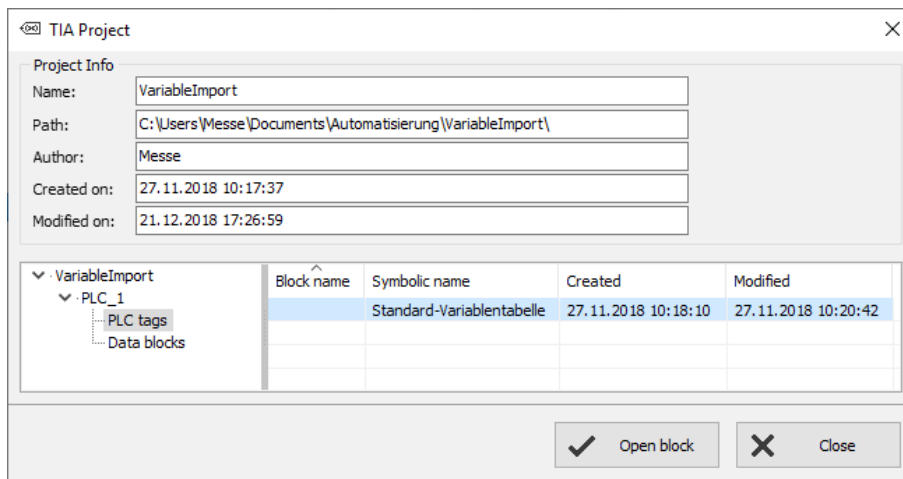 TIA Project
Project Info
Name: VariableImport
Path: C:\Users\Messe\Documents\Automatisierung\VariableImport\
Author: Messe
Created on: 27.11.2018 10:17:37
Modified on: 21.12.2018 17:26:59
VariableImport
PLC_1
PLC tags
Data blocks
Block name Symbolic name Created Modified
Standard-Variablentabelle 27.11.2018 10:18:10 27.11.2018 10:20:42
Open block Close